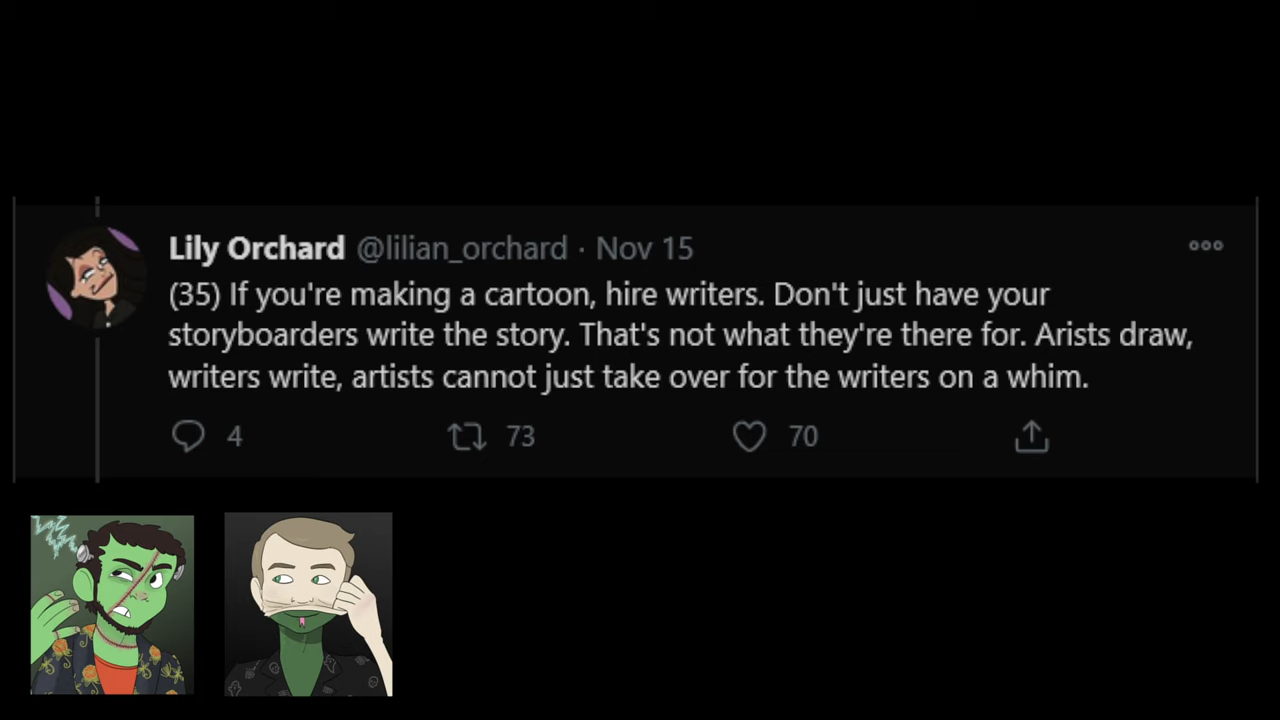 Lily Orchard @lilian_orchard · Nov 15
(35) If you're making a cartoon, hire writers. Don't just have your
storyboarders write the story. That's not what they're there for. Arists draw,
writers write, artists cannot just take over for the writers on a whim.
4 73 70